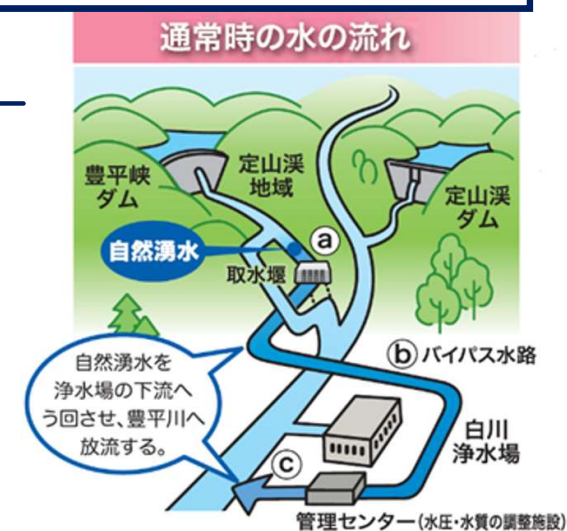 通常時の水の流れ
豊平峡
ダム
定山渓
地域
定山渓
ダム
自然湧水
ⓐ
取水堰
ⓑ バイパス水路
自然湧水を
浄水場の下流へ
う回させ、豊平川へ
放流する。
白川
浄水場
ⓒ
管理センター(水圧・水質の調整施設)